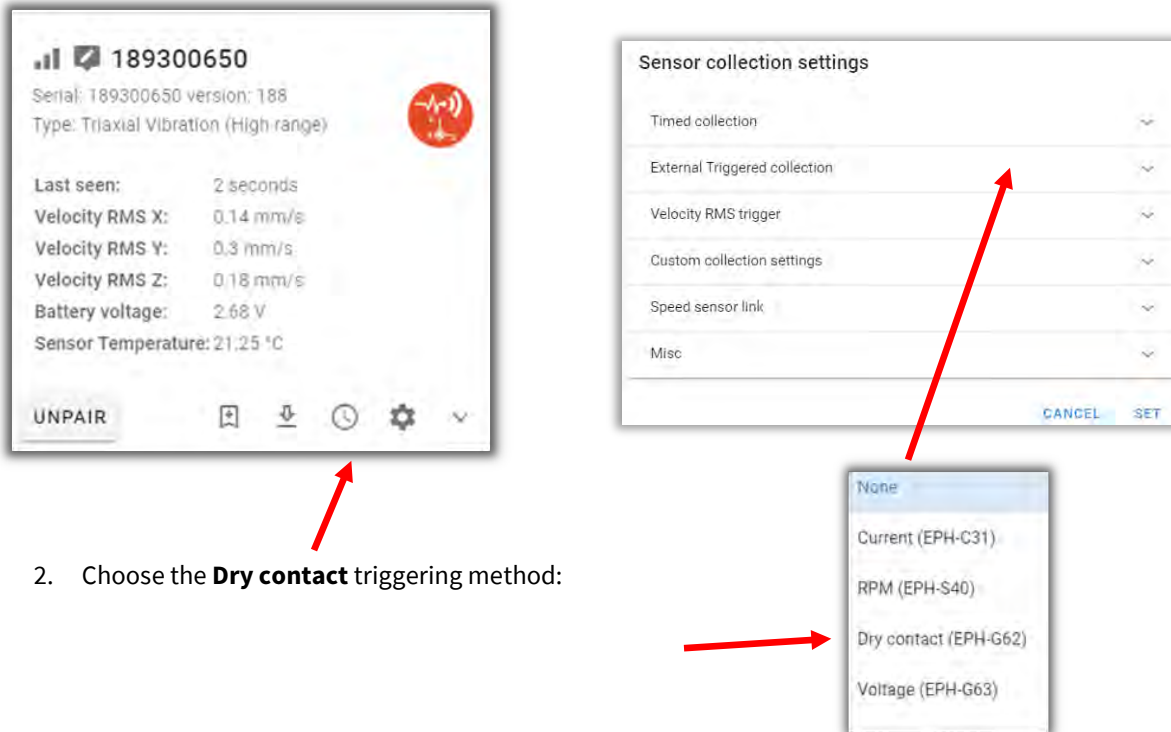 189300650
Serial: 189300650 version: 188
Type: Triaxial Vibration (High range)
Last seen: 2 seconds
Velocity RMS X: 0.14 mm/s
Velocity RMS Y: 0.3 mm/s
Velocity RMS Z: 0.18 mm/s
Battery voltage: 2.68 V
Sensor Temperature: 21.25 °C
UNPAIR
Sensor collection settings
Timed collection
External Triggered collection
Velocity RMS trigger
Custom collection settings
Speed sensor link
Misc
CANCEL SET
2. Choose the Dry contact triggering method:
None
Current (EPH-C31)
RPM (EPH-S40)
Dry contact (EPH-G62)
Voltage (EPH-G63)